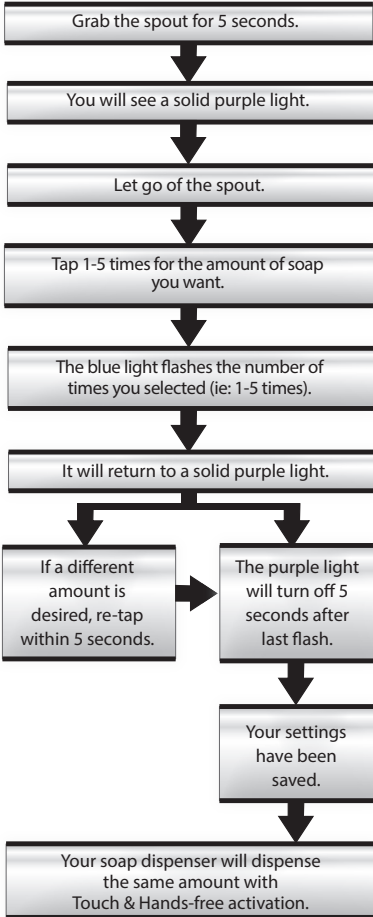 Grab the spout for 5 seconds.
You will see a solid purple light.
Let go of the spout.
Tap 1-5 times for the amount of soap
you want.
The blue light flashes the number of
times you selected (ie: 1-5 times).
It will return to a solid purple light.
If a different
amount is
desired, re-tap
within 5 seconds.
The purple light
will turn off 5
seconds after
last flash.
Your settings
have been
saved.
Your soap dispenser will dispense
the same amount with
Touch & Hands-free activation.